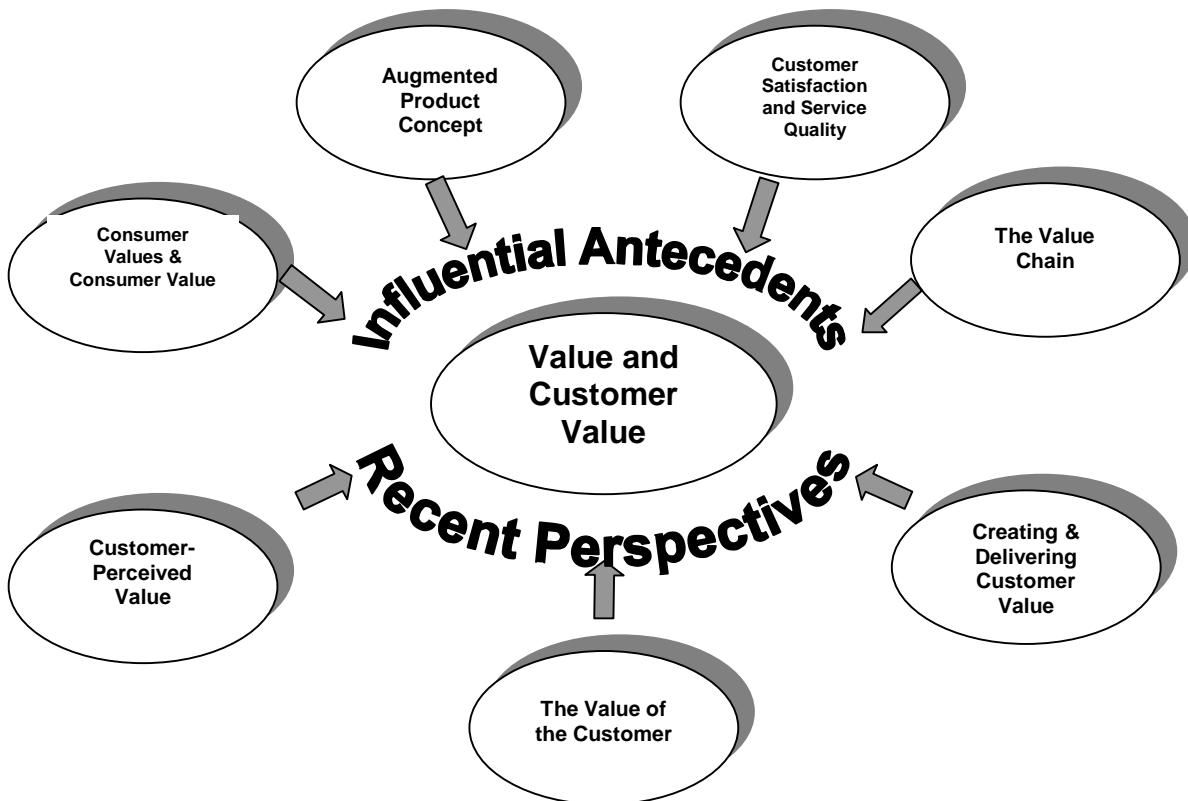 Augmented
Product
Concept
Customer
Satisfaction
and Service
Quality
Consumer
Values &
Consumer Value
The Value
Chain
Influential Antecedents
Value and
Customer
Value
Recent Perspectives
Customer-
Perceived
Value
Creating &
Delivering
Customer
Value
The Value of
the Customer